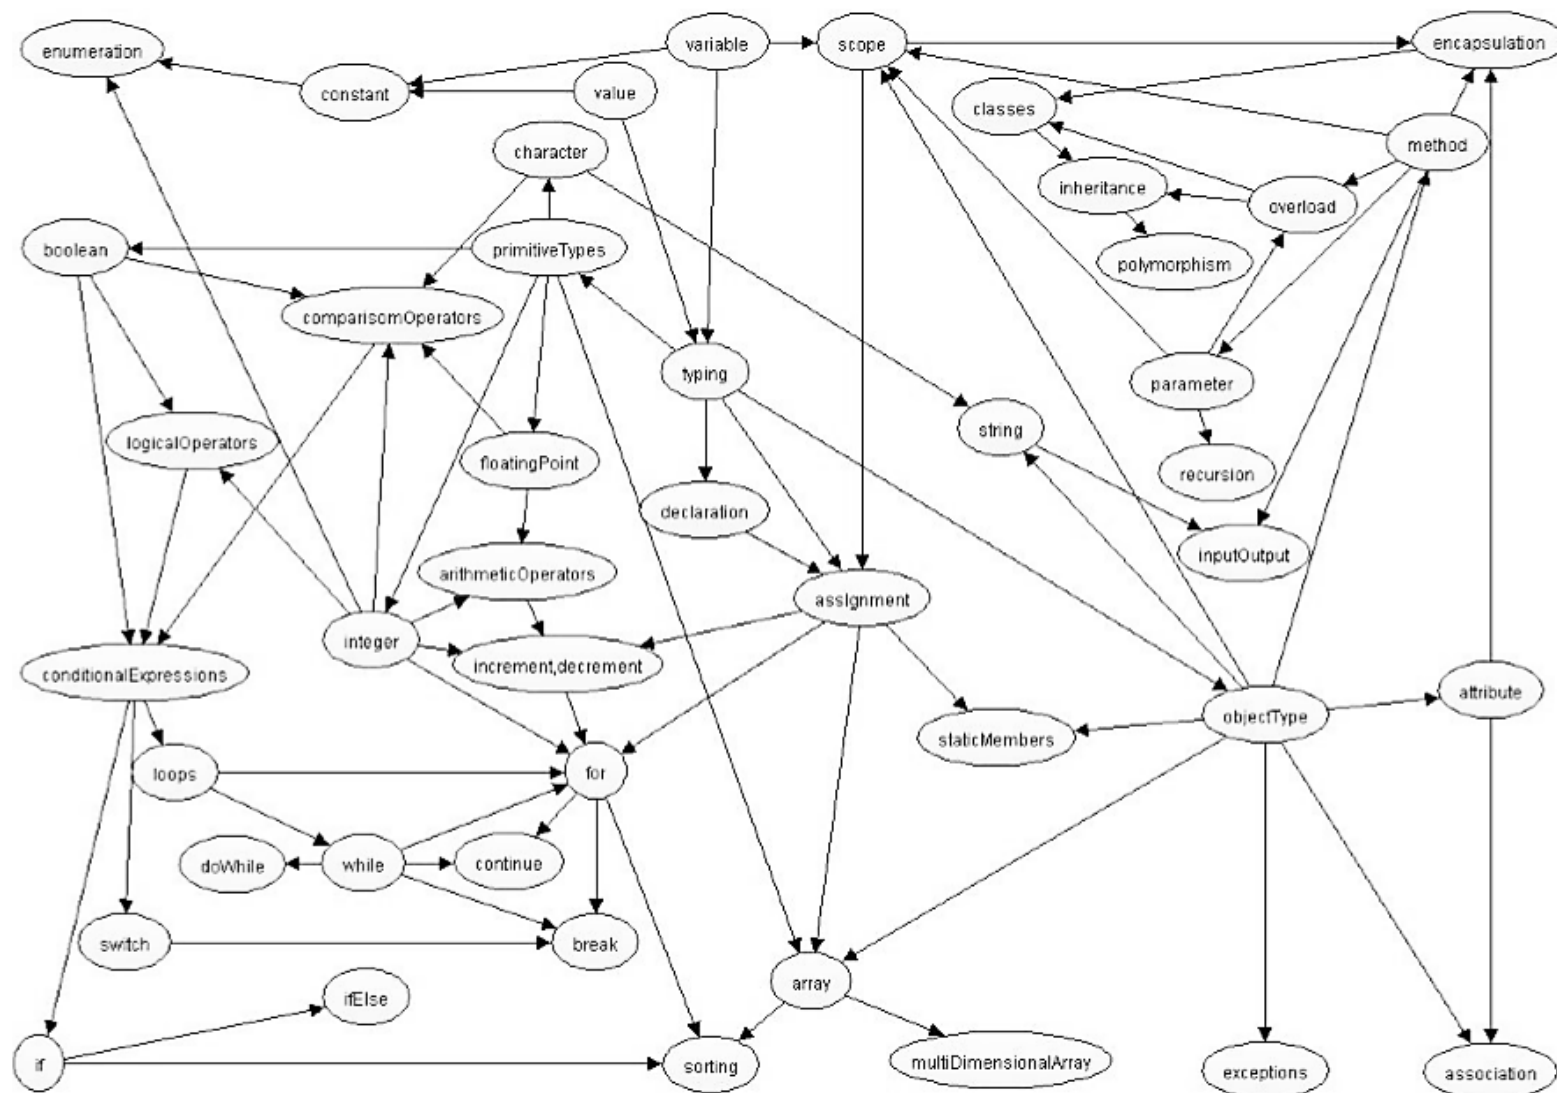 enumeration
variable
scope
encapsulation
constant
value
classes
character
method
inheritance
overload
boolean
primitiveTypes
polymorphism
comparisomOperators
typing
parameter
logicalOperators
string
floatingPoint
recursion
declaration
inputOutput
arithmeticOperators
assignment
integer
increment,decrement
conditionalExpressions
attribute
objectType
staticMembers
loops
for
doWhile
while
continue
switch
break
array
ifElse
if
sorting
multiDimensionalArray
exceptions
association